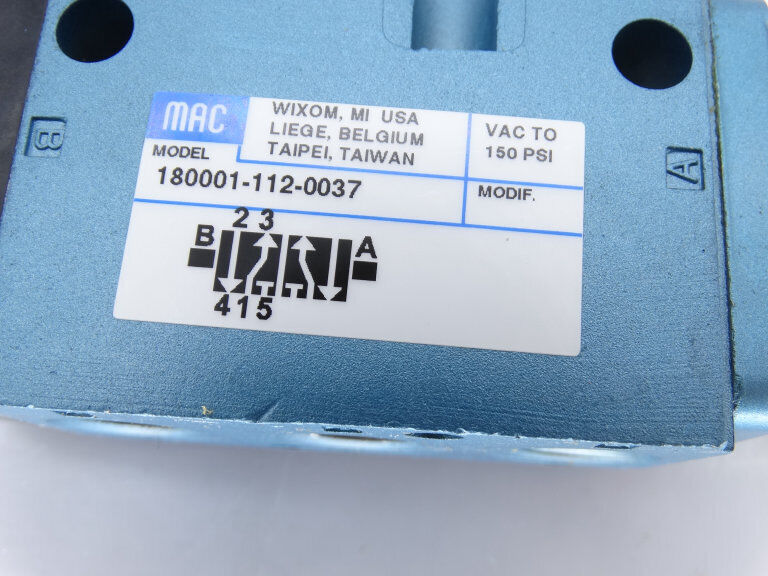 MAC
WIXOM, MI USA
LIEGE, BELGIUM
TAIPEI, TAIWAN
VAC TO
150 PSI
MODEL
180001-112-0037
MODIF.
2 3
B
A
4 1 5
B
A